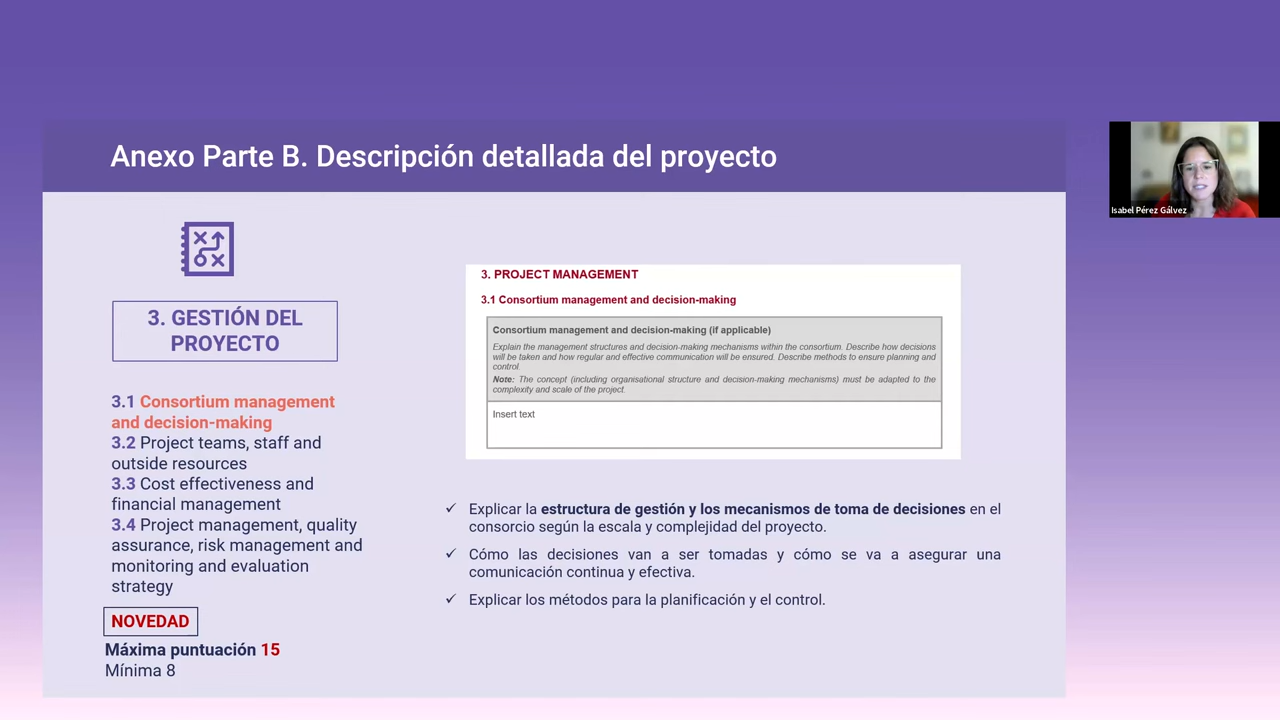 Anexo Parte B. Descripción detallada del proyecto
Isabel Pérez Gálvez
3. GESTIÓN DEL
PROYECTO
3.1 Consortium management
and decision-making
3.2 Project teams, staff and
outside resources
3.3 Cost effectiveness and
financial management
3.4 Project management, quality
assurance, risk management and
monitoring and evaluation
strategy
NOVEDAD
Máxima puntuación 15
Mínima 8
3. PROJECT MANAGEMENT
3.1 Consortium management and decision-making
Consortium management and decision-making (if applicable)
Explain the management structures and decision-making mechanisms within the consortium. Describe how decisions
will be taken and how regular and effective communication will be ensured. Describe methods to ensure planning and
control.
Note: The concept (including organisational structure and decision-making mechanisms) must be adapted to the
complexity and scale of the project.
Insert text
✓ Explicar la estructura de gestión y los mecanismos de toma de decisiones en el
consorcio según la escala y complejidad del proyecto.
✓ Cómo las decisiones van a ser tomadas y cómo se va a asegurar una
comunicación continua y efectiva.
✓ Explicar los métodos para la planificación y el control.